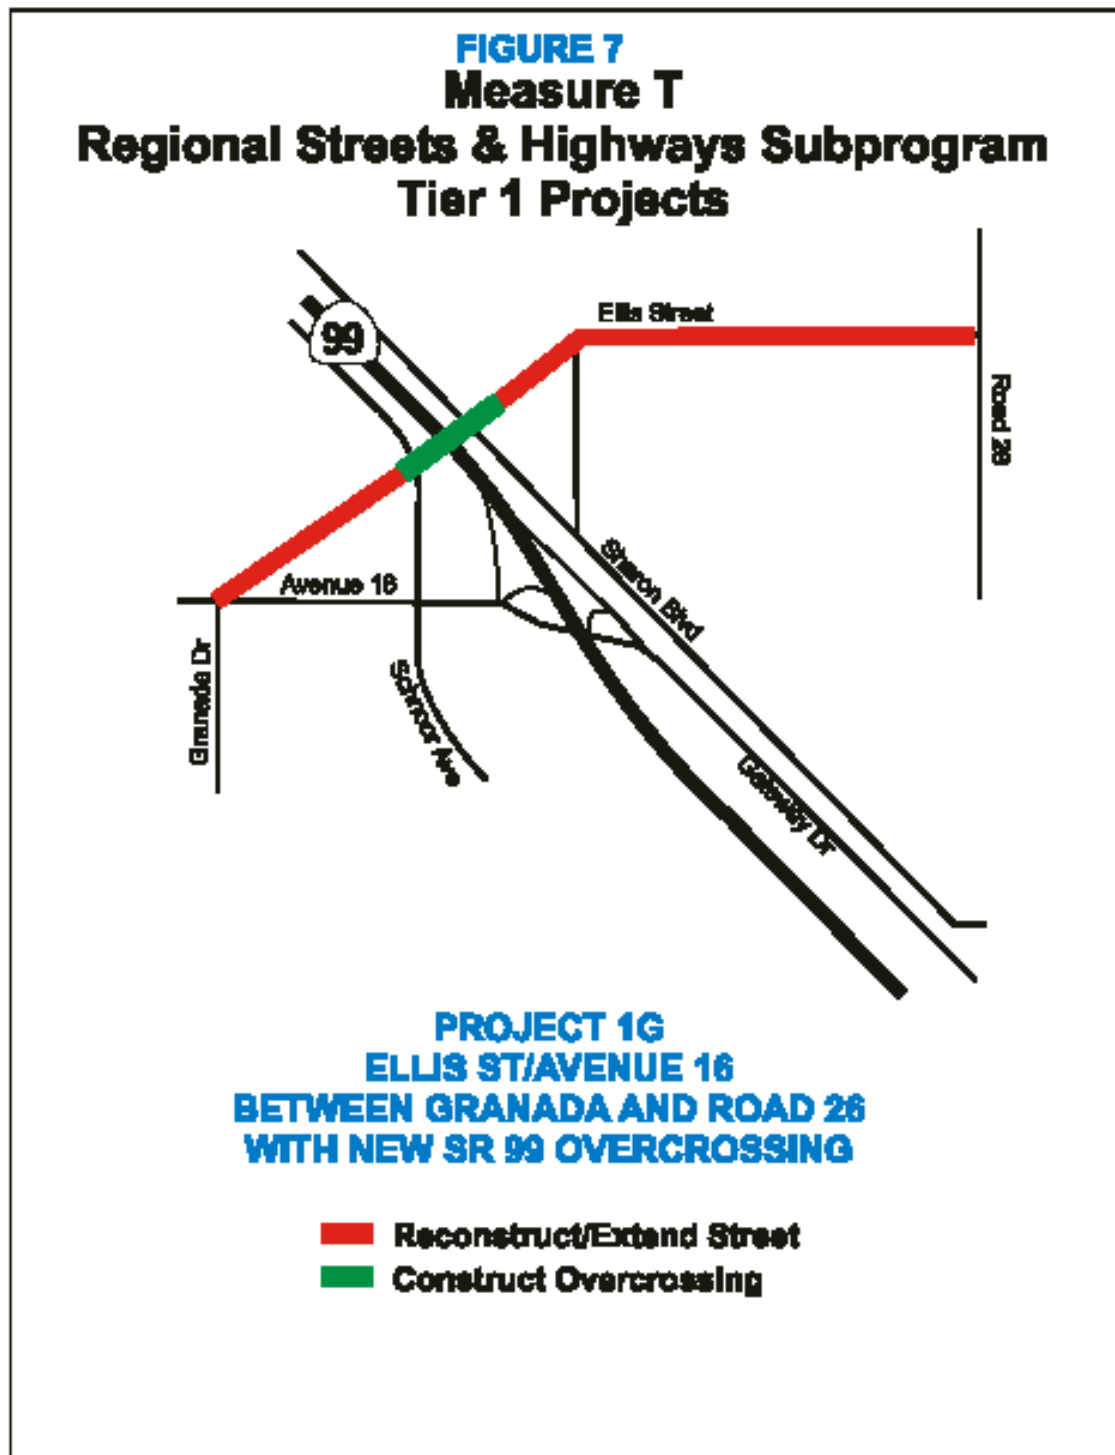 FIGURE 7
Measure T
Regional Streets & Highways Subprogram
Tier 1 Projects
99
Ellis Street
Road 26
Sharon Blvd
Avenue 16
Granada Dr
Schnoor Ave
Gateway Dr
PROJECT 1G
ELLIS ST/AVENUE 16
BETWEEN GRANADA AND ROAD 26
WITH NEW SR 99 OVERCROSSING
Reconstruct/Extend Street
Construct Overcrossing